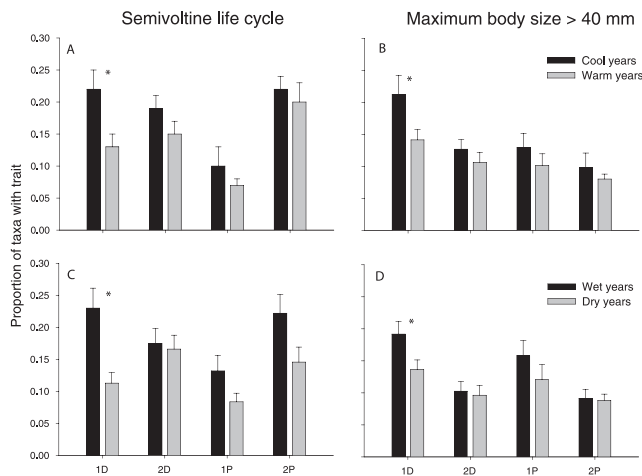 Semivoltine life cycle
Maximum body size > 40 mm
Proportion of taxa with trait
A
0.30
0.25
0.20
0.15
0.10
0.05
0.00
*
B
Cool years
Warm years
*
C
0.30
0.25
0.20
0.15
0.10
0.05
0.00
*
1D 2D 1P 2P
D
Wet years
Dry years
*
1D 2D 1P 2P